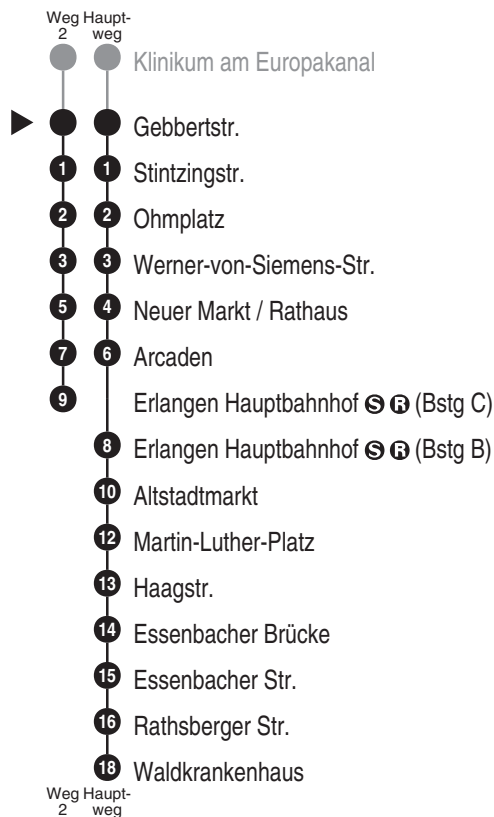 Weg Haupt-
2 weg
Klinikum am Europakanal
Gebbertstr.
1 1 Stintzingstr.
2 2 Ohmplatz
3 3 Werner-von-Siemens-Str.
5 4 Neuer Markt / Rathaus
7 6 Arcaden
9 Erlangen Hauptbahnhof S R (Bstg C)
8 Erlangen Hauptbahnhof S R (Bstg B)
10 Altstadtmarkt
12 Martin-Luther-Platz
13 Haagstr.
14 Essenbacher Brücke
15 Essenbacher Str.
16 Rathsberger Str.
18 Waldkrankenhaus
Weg Haupt-
2 weg